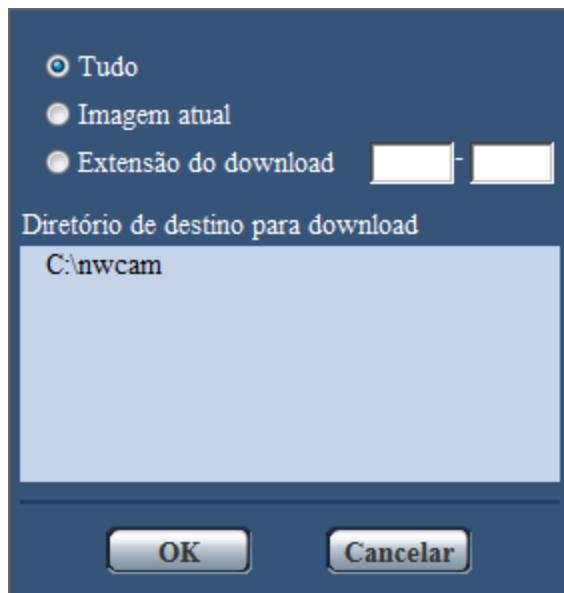 Tudo
Imagem atual
Extensão do download -
Diretório de destino para download
C:\nwcam
OK Cancelar